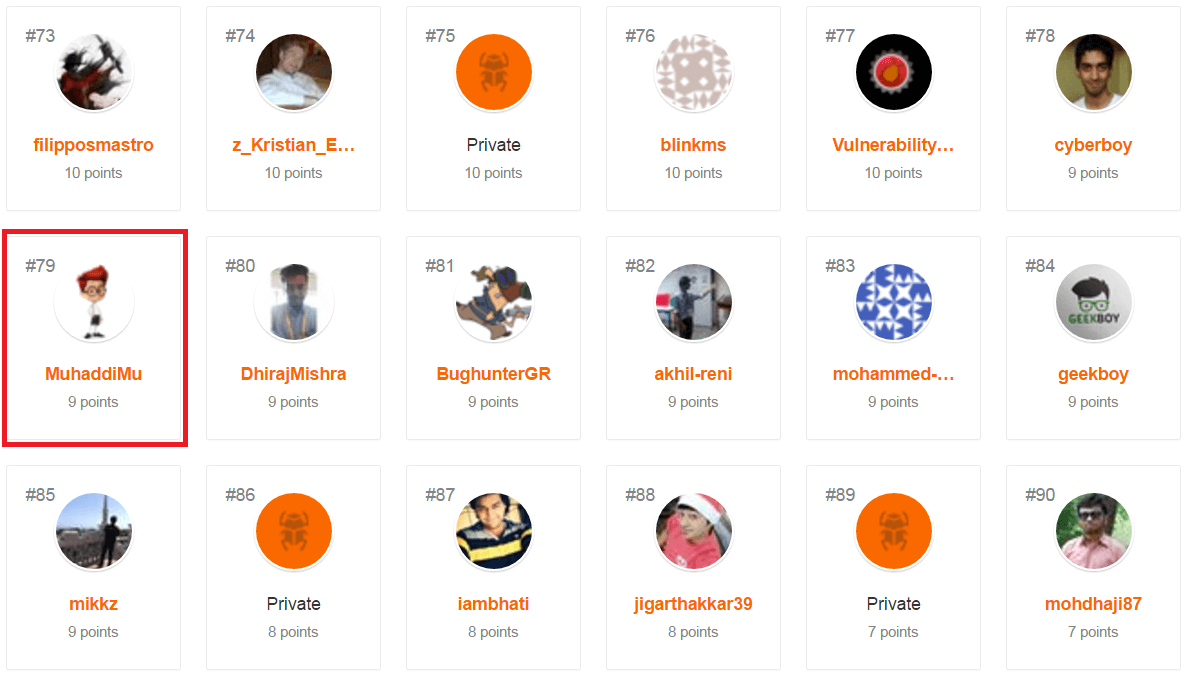 #73 #74 #75 #76 #77 #78
filipposmastro z_Kristian_E... Private blinkms Vulnerability... cyberboy
10 points 10 points 10 points 10 points 10 points 9 points
#79 #80 #81 #82 #83 #84
GEEKBOY
MuhaddiMu DhirajMishra BughunterGR akhil-reni mohammed-... geekboy
9 points 9 points 9 points 9 points 9 points 9 points
#85 #86 #87 #88 #89 #90
mikkz Private iambhati jigarthakkar39 Private mohdhaji87
9 points 8 points 8 points 8 points 7 points 7 points